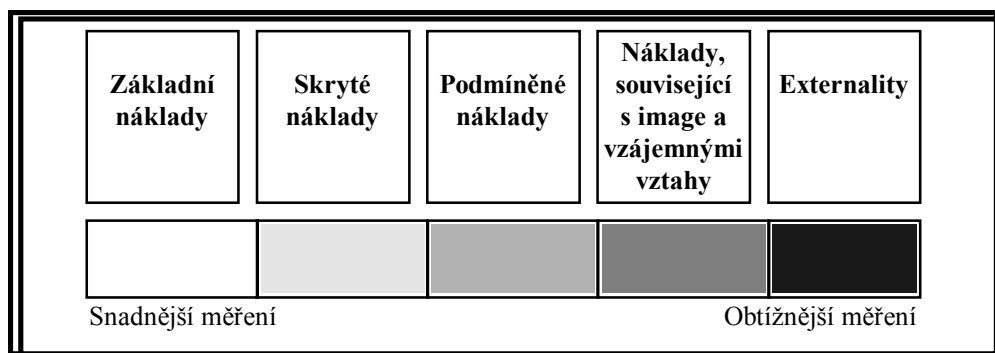 Základní
náklady
Skryté
náklady
Podmíněné
náklady
Náklady,
související
s image a
vzájemnými
vztahy
Externality
Snadnější měření
Obtížnější měření